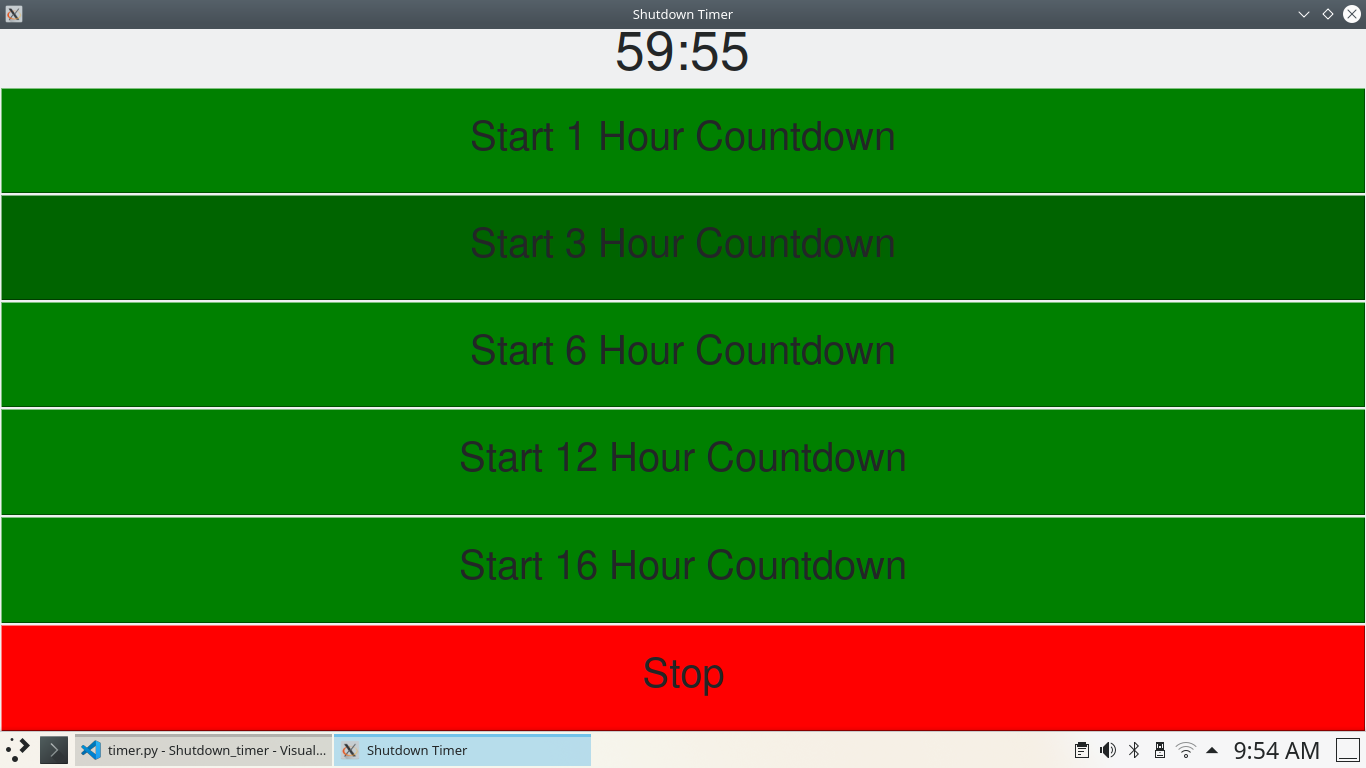 Shutdown Timer
59:55
Start 1 Hour Countdown
Start 3 Hour Countdown
Start 6 Hour Countdown
Start 12 Hour Countdown
Start 16 Hour Countdown
Stop
timer.py - Shutdown_timer - Visual...
Shutdown Timer
9:54 AM